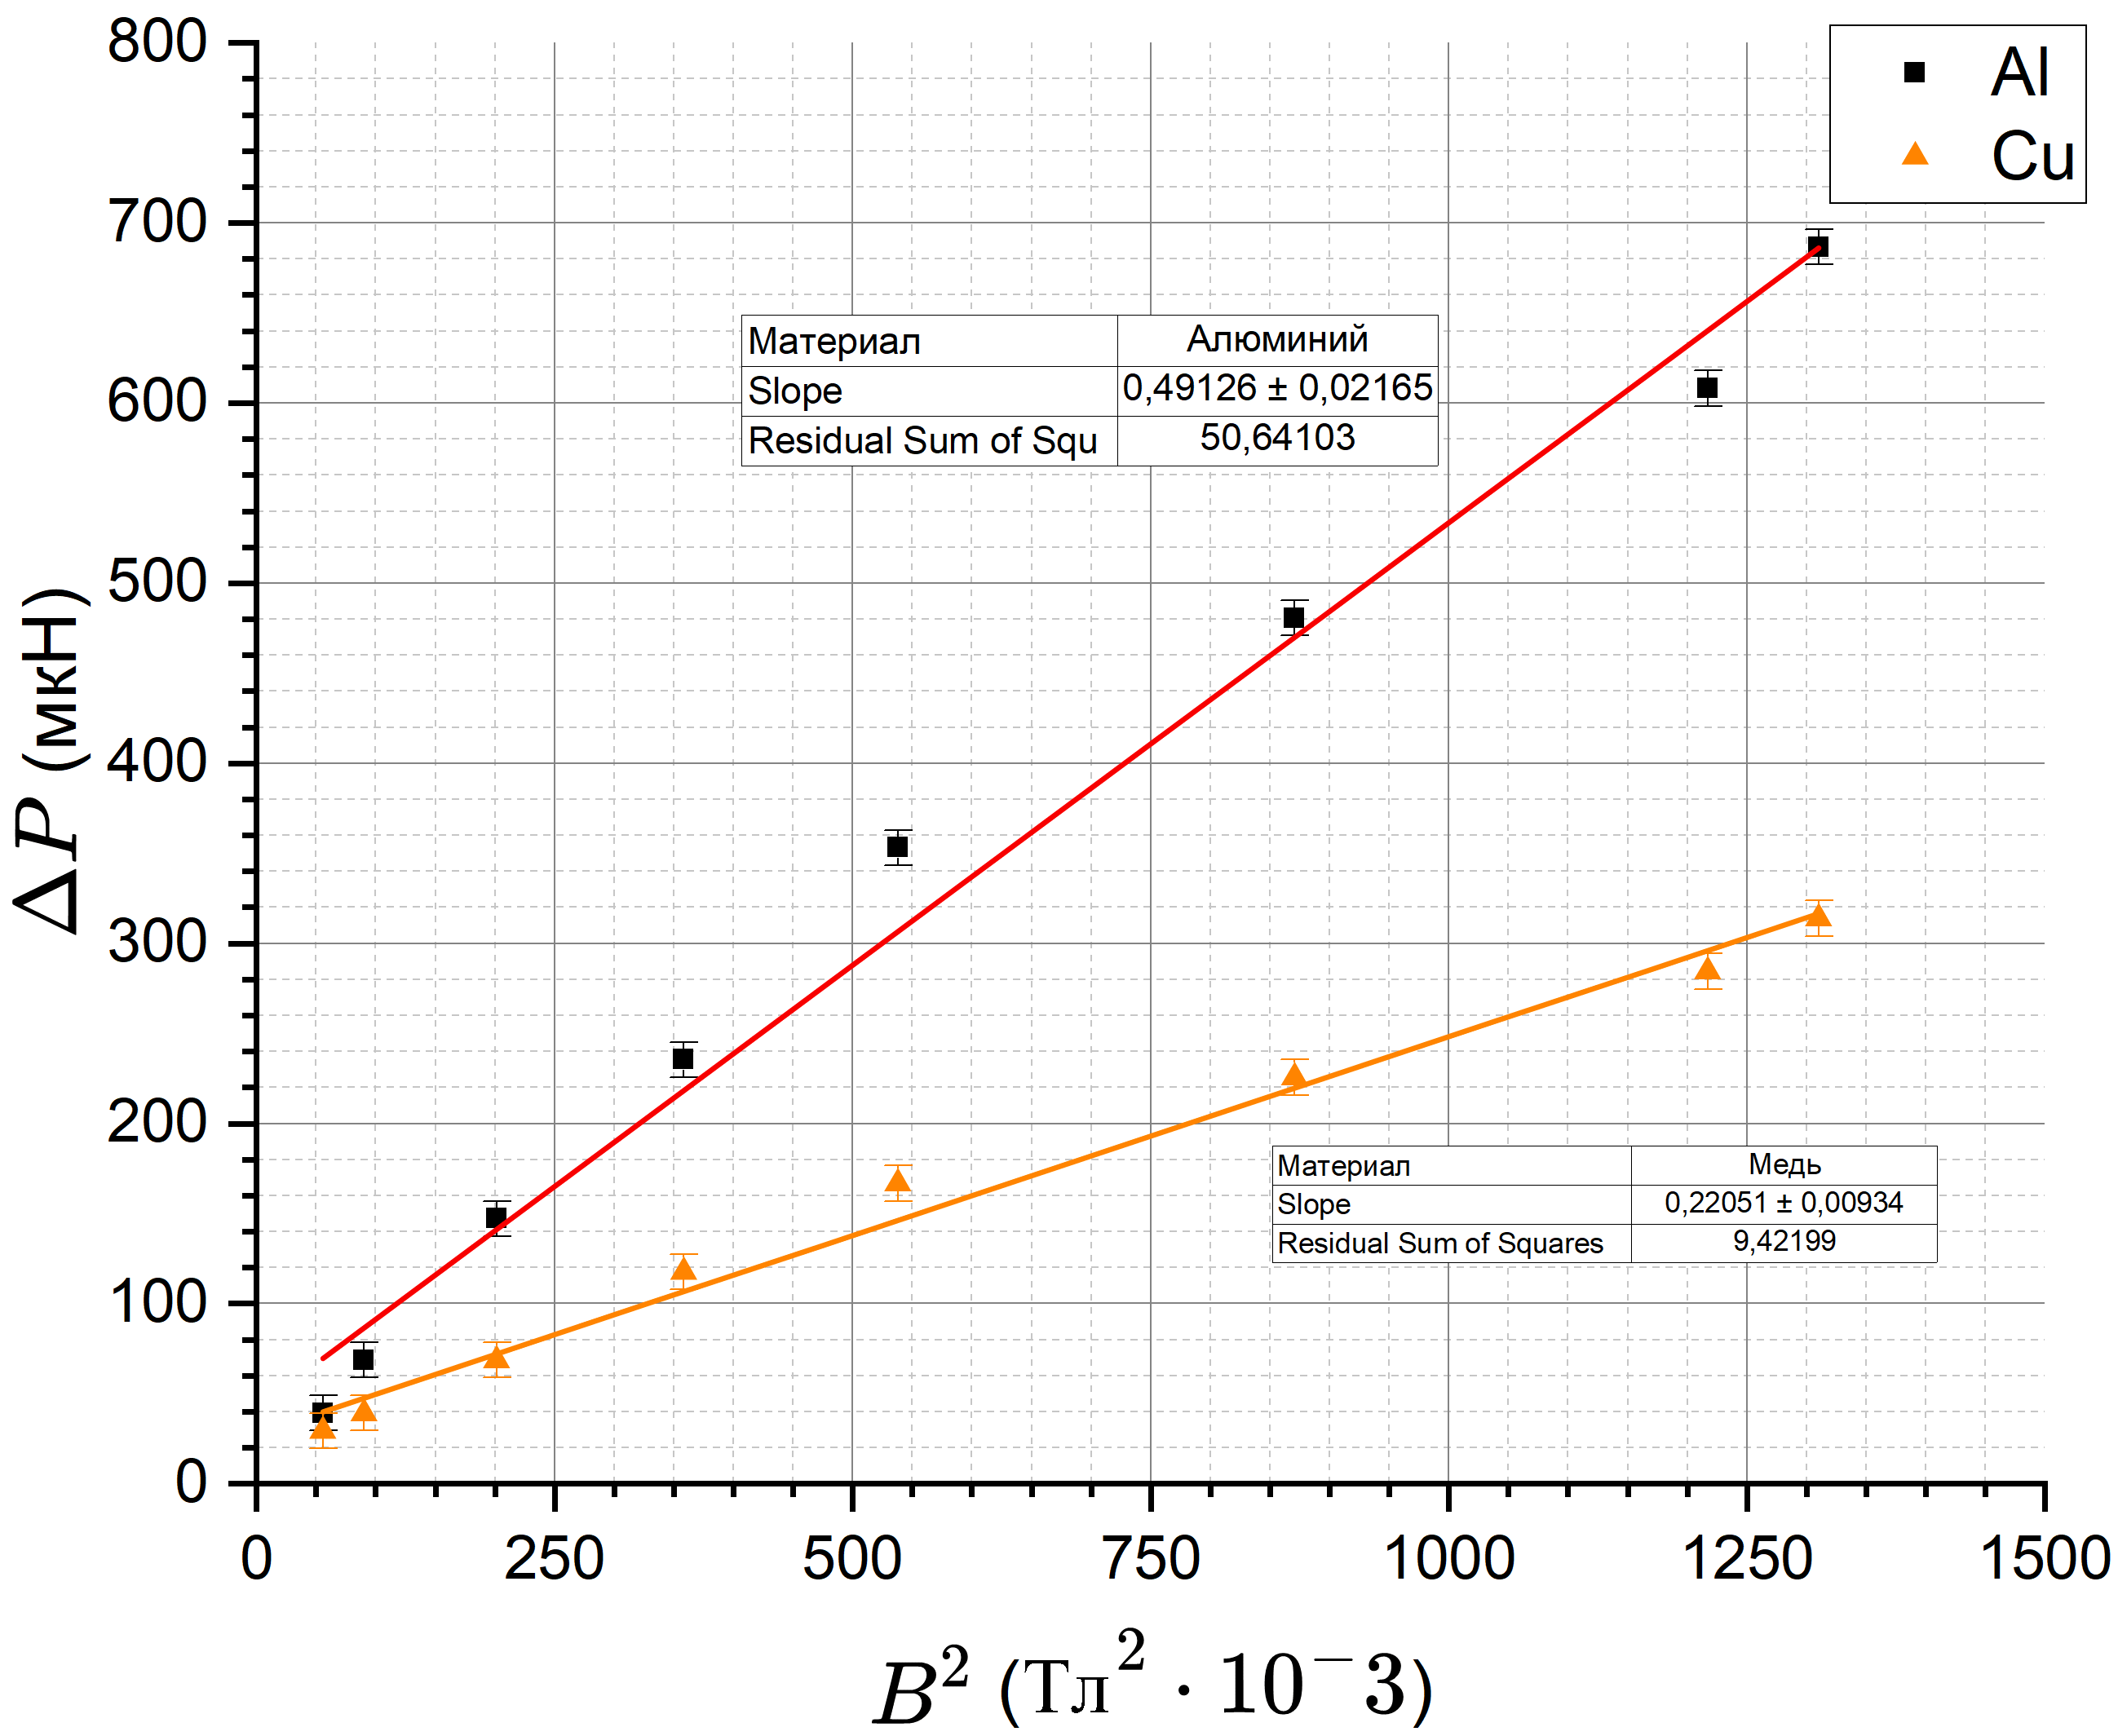 800
700
600
500
400
300
200
100
0
ΔP (мкН)
Al
Cu
Материал Алюминий
Slope 0,49126 ± 0,02165
Residual Sum of Squ 50,64103
Материал Медь
Slope 0,22051 ± 0,00934
Residual Sum of Squares 9,42199
0 250 500 750 1000 1250 1500
B² (Тл² · 10⁻3)